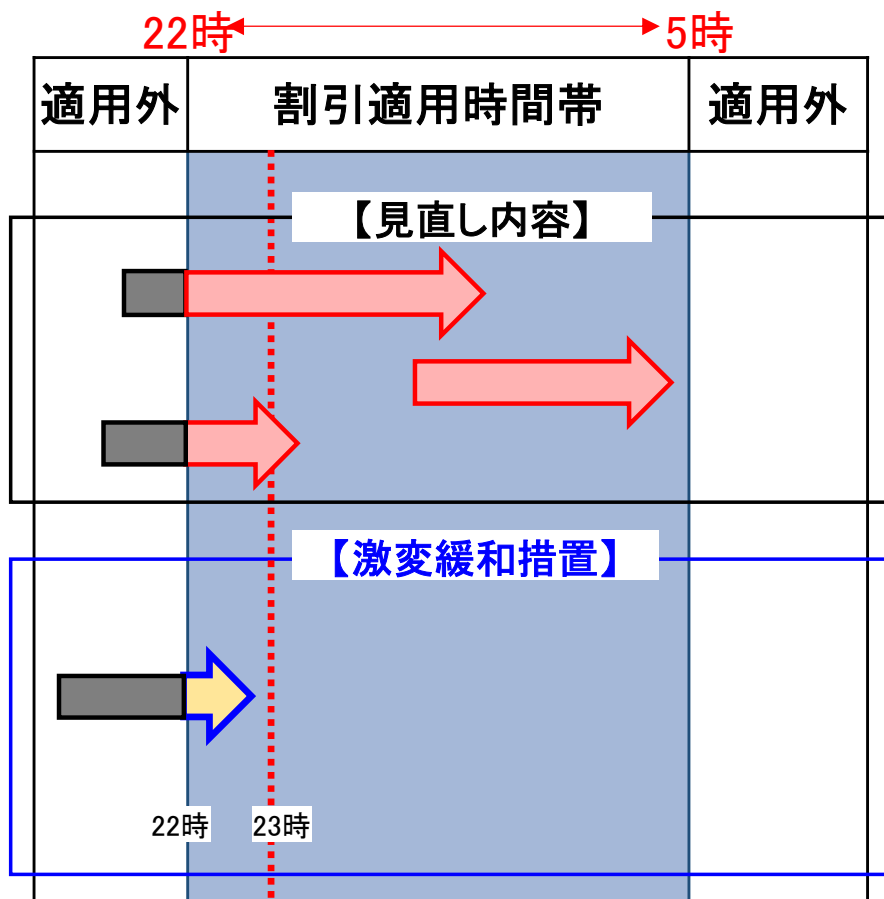 22時 5時
適用外 割引適用時間帯 適用外
【見直し内容】
【激変緩和措置】
22時 23時